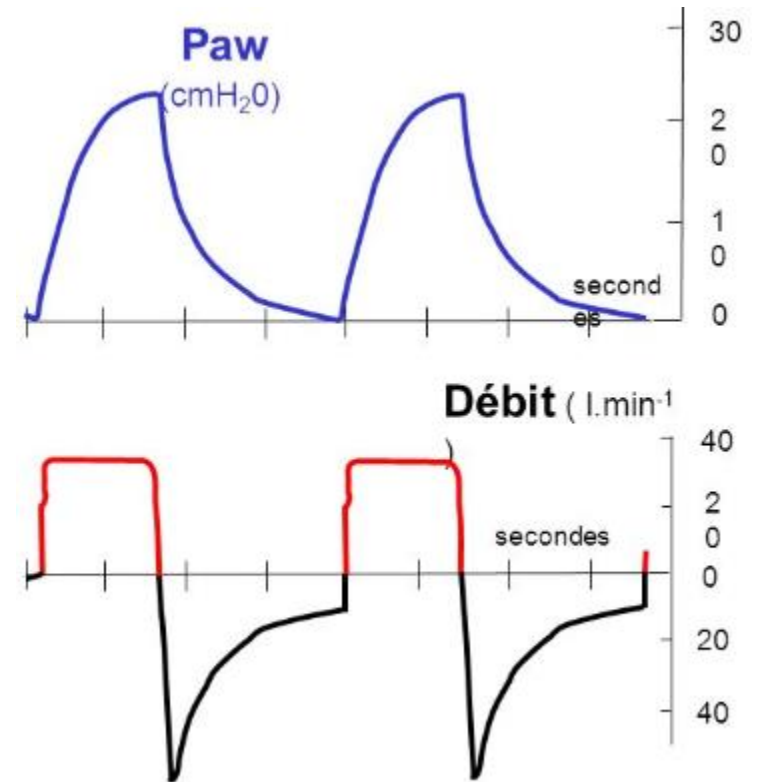 Paw
(cmH₂0)
30
2
0
1
0
second
es
0
Débit ( l.min⁻¹
)
40
2
0
secondes
0
20
40